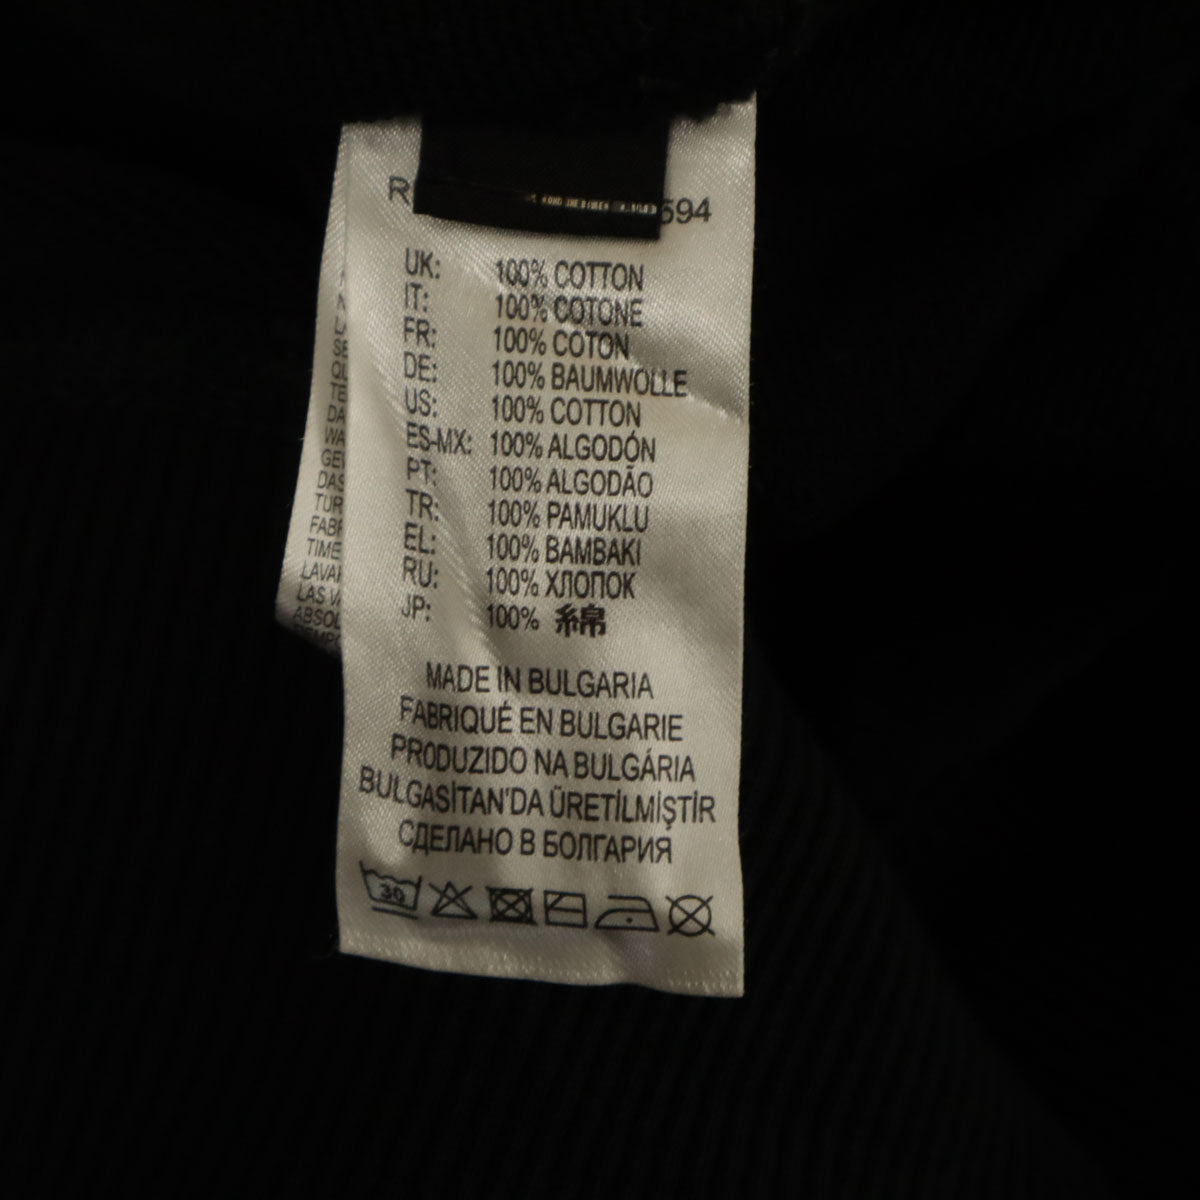 594
UK: 100% COTTON
IT: 100% COTONE
FR: 100% COTON
DE: 100% BAUMWOLLE
US: 100% COTTON
ES-MX: 100% ALGODÓN
PT: 100% ALGODÃO
TR: 100% PAMUKLU
EL: 100% BAMBAKI
RU: 100% ХЛОПОК
JP: 100% 綿
MADE IN BULGARIA
FABRIQUÉ EN BULGARIE
PRODUZIDO NA BULGÁRIA
BULGASİTAN'DA ÜRETİLMİŞTİR
СДЕЛАНО В БОЛГАРИЯ
30